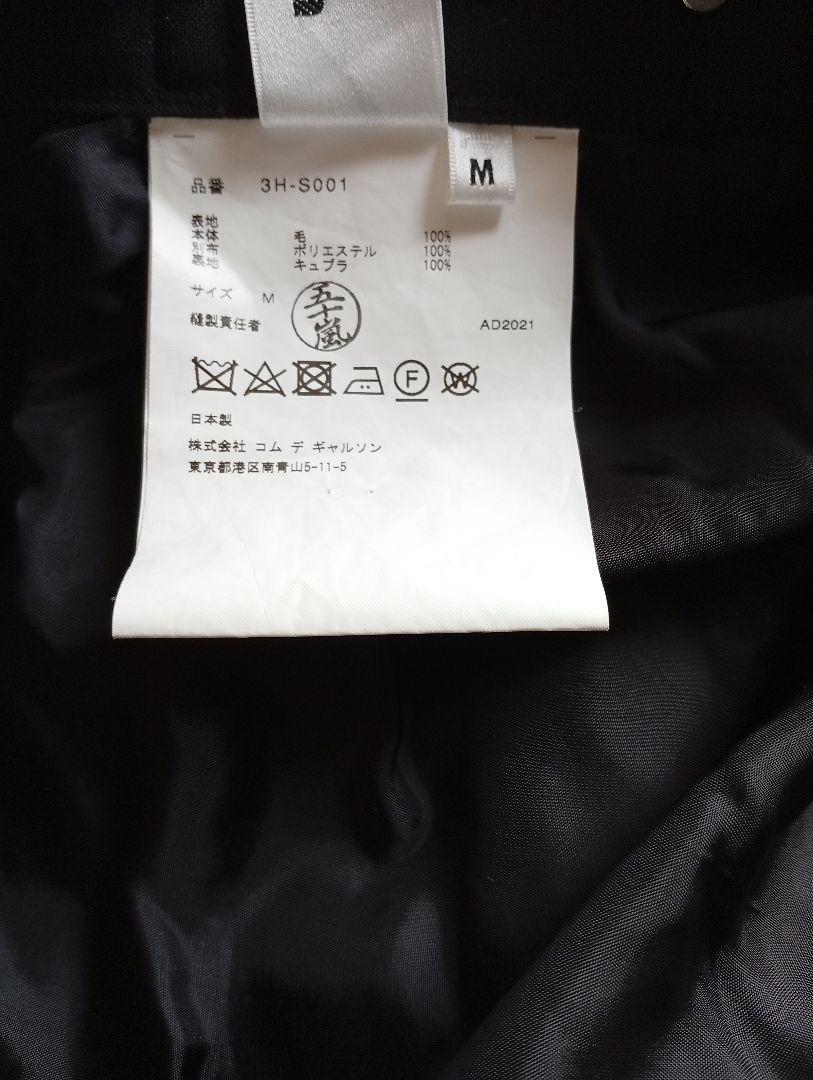 M
品番 3H-S001
表地
本体 毛 100%
別布 ポリエステル 100%
裏地 キュプラ 100%
サイズ M
五十嵐
縫製責任者 AD2021
F W
日本製
株式会社 コム デ ギャルソン
東京都港区南青山5-11-5